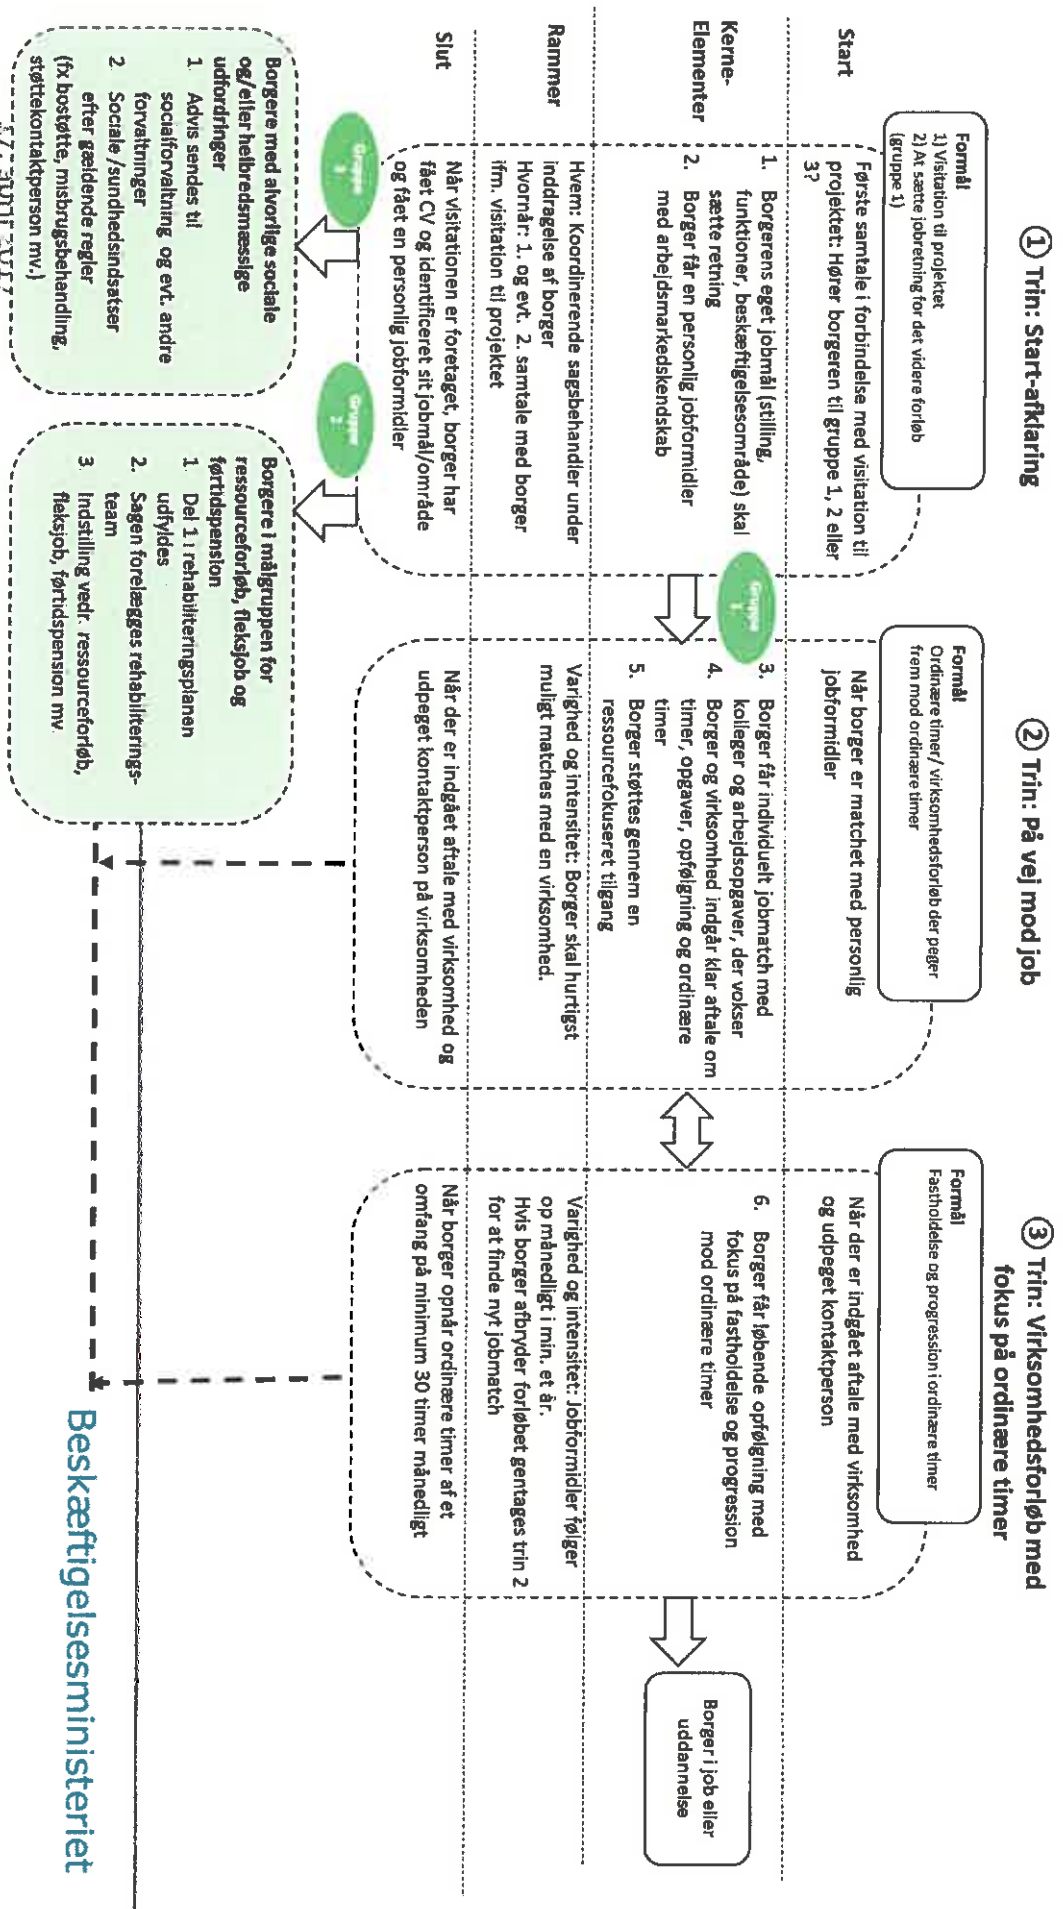 ① Trin: Start-afklaring
② Trin: På vej mod job
③ Trin: Virksomhedsforløb med
fokus på ordinære timer
Formål
1) Visitation til projektet
2) At sætte jobretning for det videre forløb
(gruppe 1)
Formål
Ordinære timer/ virksomhedsforløb der peger
frem mod ordinære timer
Formål
Fastholdelse og progression i ordinære timer
Start
Første samtale i forbindelse med visitation til
projektet: Hører borgeren til gruppe 1, 2 eller
3?
Når borger er matchet med personlig
jobformidler
Når der er indgået aftale med virksomhed
og udpeget kontaktperson
Kerne-
Elementer
1. Borgerens eget jobmål (stilling,
funktioner, beskæftigelsesområde) skal
sætte retning
2. Borger får en personlig jobformidler
med arbejdsmarkedskendskab
Gruppe
1
3. Borger får individuelt jobmatch med
kolleger og arbejdsopgaver, der vokser
4. Borger og virksomhed indgår klar aftale om
timer, opgaver, opfølgning og ordinære
timer
5. Borger støttes gennem en
ressourcefokuseret tilgang
6. Borger får løbende opfølgning med
fokus på fastholdelse og progression
mod ordinære timer
Borger i job eller
uddannelse
Rammer
Hvem: Koordinerende sagsbehandler under
inddragelse af borger
Hvornår: 1. og evt. 2. samtale med borger
ifm. visitation til projektet
Varighed og intensitet: Borger skal hurtigst
muligt matches med en virksomhed.
Varighed og intensitet: Jobformidler følger
op månedligt i min. et år.
Hvis borger afbryder forløbet gentages trin 2
for at finde nyt jobmatch
Slut
Når visitationen er foretaget, borger har
fået CV og identificeret sit jobmål/område
og fået en personlig jobformidler
Når der er indgået aftale med virksomhed og
udpeget kontaktperson på virksomheden
Når borger opnår ordinære timer af et
omfang på minimum 30 timer månedligt
Gruppe
3
Gruppe
2
Borgere med alvorlige sociale
og/eller helbredsmæssige
udfordringer
1. Advis sendes til
socialforvaltning og evt. andre
forvaltninger
2. Sociale /sundhedsindsatser
efter gældende regler
(fx bostøtte, misbrugsbehandling,
støttekontaktperson mv.)
Borgere i målgruppen for
ressourceforløb, fleksjob og
førtidspension
1. Del 1 i rehabiliteringsplanen
udfyldes
2. Sagen forelægges rehabiliterings-
team
3. Indstilling vedr. ressourceforløb,
fleksjob, førtidspension mv.
Beskæftigelsesministeriet